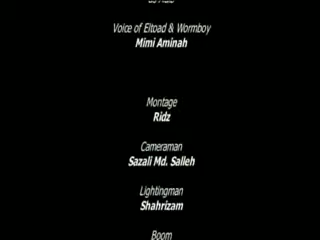 Voice of Eltoad & Wormboy
Mimi Aminah
Montage
Ridz
Cameraman
Sazali Md. Salleh
Lightingman
Shahrizam
Boom